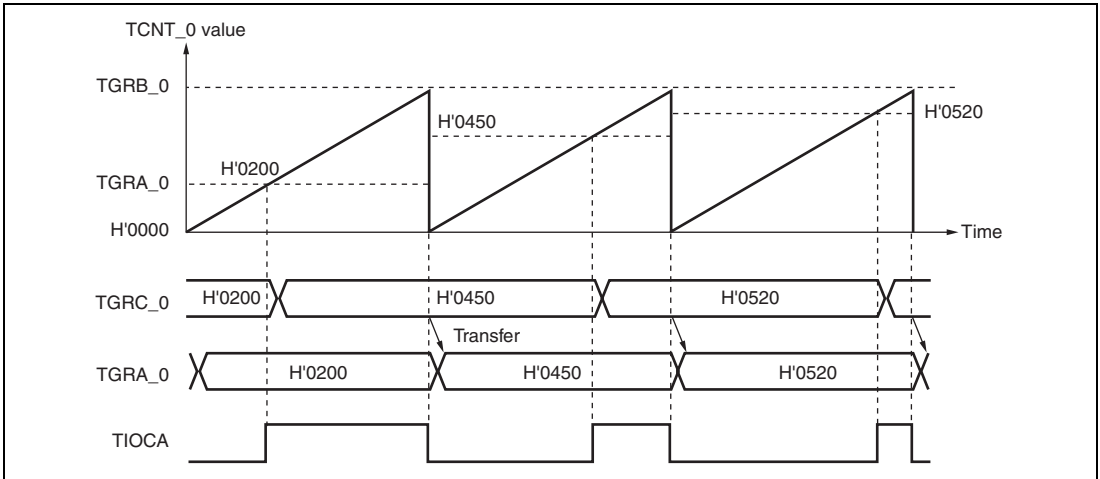 TCNT_0 value
TGRB_0
H'0520
H'0450
H'0200
TGRA_0
H'0000
Time
TGRC_0
H'0200
H'0450
H'0520
Transfer
TGRA_0
H'0200
H'0450
H'0520
TIOCA